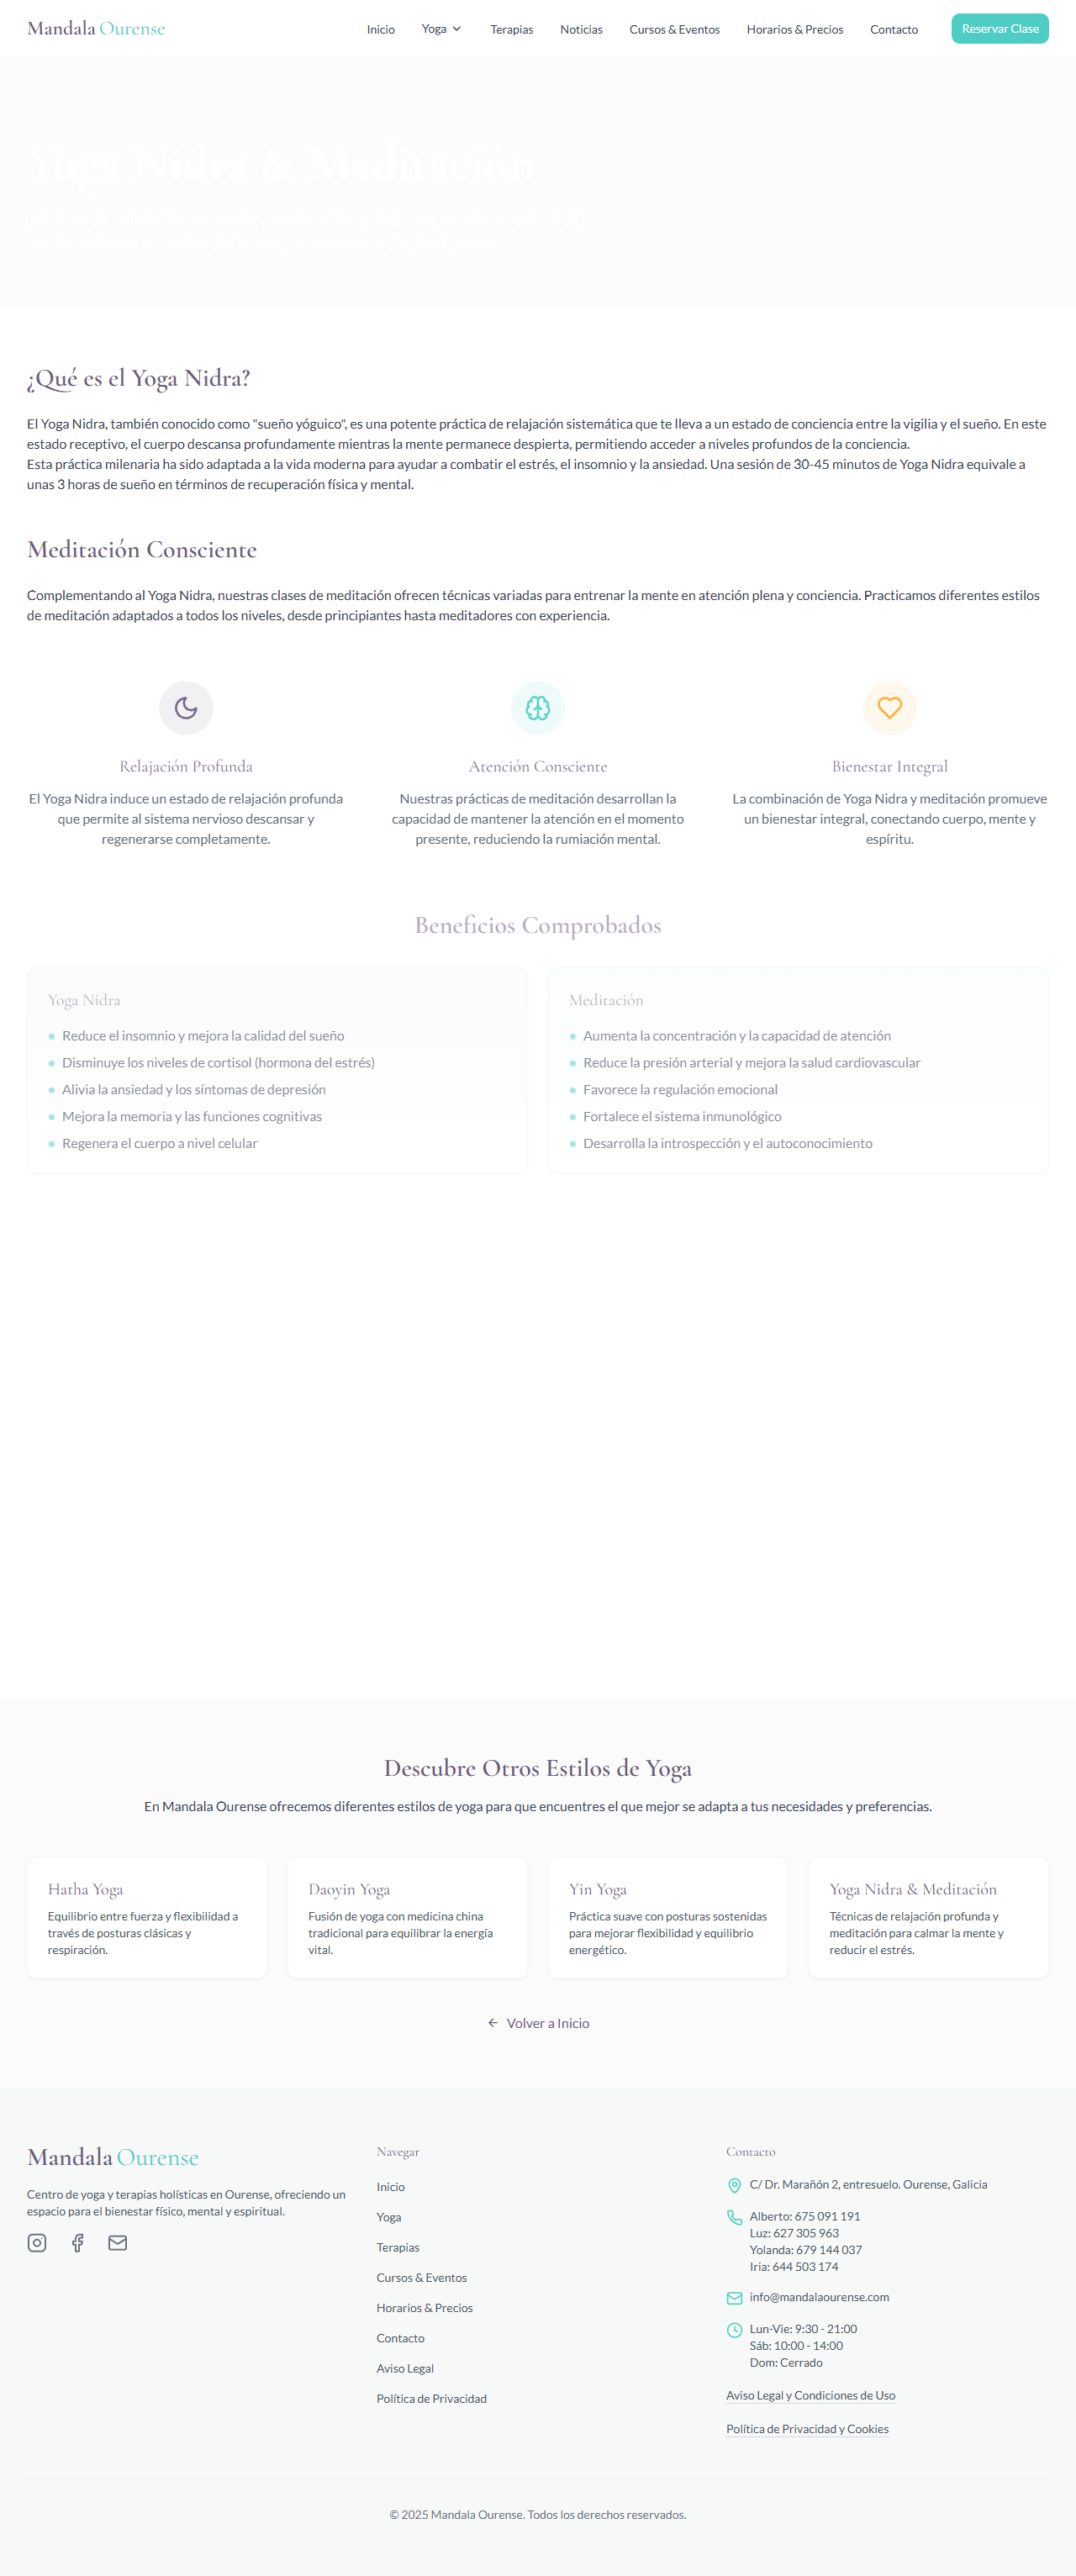 Mandala Ourense
Inicio
Yoga
Terapias
Noticias
Cursos & Eventos
Horarios & Precios
Contacto
Reservar Clase
Yoga Nidra & Meditación
¿Qué es el Yoga Nidra?
El Yoga Nidra, también conocido como "sueño yóguico", es una potente práctica de relajación sistemática que te lleva a un estado de conciencia entre la vigilia y el sueño. En este
estado receptivo, el cuerpo descansa profundamente mientras la mente permanece despierta, permitiendo acceder a niveles profundos de la conciencia.
Esta práctica milenaria ha sido adaptada a la vida moderna para ayudar a combatir el estrés, el insomnio y la ansiedad. Una sesión de 30-45 minutos de Yoga Nidra equivale a
unas 3 horas de sueño en términos de recuperación física y mental.
Meditación Consciente
Complementando al Yoga Nidra, nuestras clases de meditación ofrecen técnicas variadas para entrenar la mente en atención plena y conciencia. Practicamos diferentes estilos
de meditación adaptados a todos los niveles, desde principiantes hasta meditadores con experiencia.
Relajación Profunda
El Yoga Nidra induce un estado de relajación profunda
que permite al sistema nervioso descansar y
regenerarse completamente.
Atención Consciente
Nuestras prácticas de meditación desarrollan la
capacidad de mantener la atención en el momento
presente, reduciendo la rumiación mental.
Bienestar Integral
La combinación de Yoga Nidra y meditación promueve
un bienestar integral, conectando cuerpo, mente y
espíritu.
Beneficios Comprobados
Yoga Nidra
Reduce el insomnio y mejora la calidad del sueño
Disminuye los niveles de cortisol (hormona del estrés)
Alivia la ansiedad y los síntomas de depresión
Mejora la memoria y las funciones cognitivas
Regenera el cuerpo a nivel celular
Meditación
Aumenta la concentración y la capacidad de atención
Reduce la presión arterial y mejora la salud cardiovascular
Favorece la regulación emocional
Fortalece el sistema inmunológico
Desarrolla la introspección y el autoconocimiento
Descubre Otros Estilos de Yoga
En Mandala Ourense ofrecemos diferentes estilos de yoga para que encuentres el que mejor se adapta a tus necesidades y preferencias.
Hatha Yoga
Equilibrio entre fuerza y flexibilidad a
través de posturas clásicas y
respiración.
Daoyin Yoga
Fusión de yoga con medicina china
tradicional para equilibrar la energía
vital.
Yin Yoga
Práctica suave con posturas sostenidas
para mejorar flexibilidad y equilibrio
energético.
Yoga Nidra & Meditación
Técnicas de relajación profunda y
meditación para calmar la mente y
reducir el estrés.
Volver a Inicio
Mandala Ourense
Centro de yoga y terapias holísticas en Ourense, ofreciendo un
espacio para el bienestar físico, mental y espiritual.
Navegar
Inicio
Yoga
Terapias
Cursos & Eventos
Horarios & Precios
Contacto
Aviso Legal
Política de Privacidad
Contacto
C/ Dr. Marañón 2, entresuelo. Ourense, Galicia
Alberto: 675 091 191
Luz: 627 305 963
Yolanda: 679 144 037
Iria: 644 503 174
info@mandalaourense.com
Lun-Vie: 9:30 - 21:00
Sáb: 10:00 - 14:00
Dom: Cerrado
Aviso Legal y Condiciones de Uso
Política de Privacidad y Cookies
© 2025 Mandala Ourense. Todos los derechos reservados.